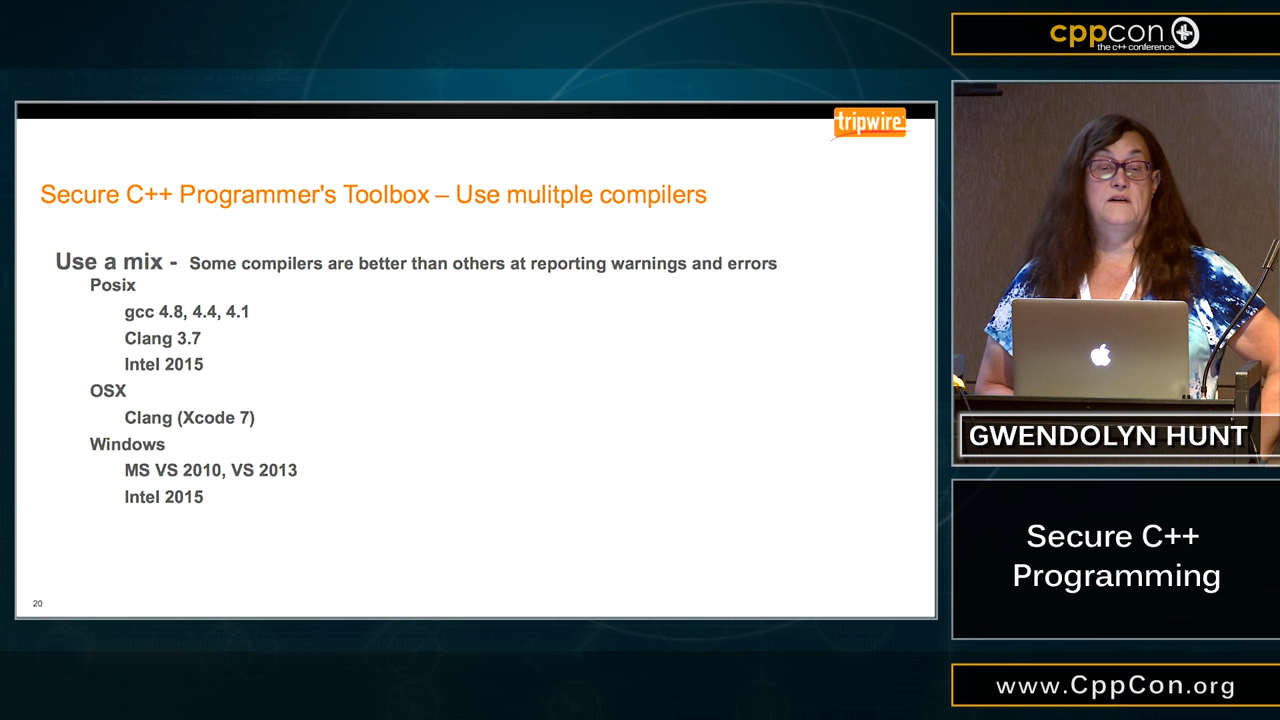 cppcon
the c++ conference
tripwire
Secure C++ Programmer's Toolbox – Use mulitple compilers
Use a mix - Some compilers are better than others at reporting warnings and errors
Posix
gcc 4.8, 4.4, 4.1
Clang 3.7
Intel 2015
OSX
Clang (Xcode 7)
Windows
MS VS 2010, VS 2013
Intel 2015
20
GWENDOLYN HUNT
Secure C++
Programming
www.CppCon.org